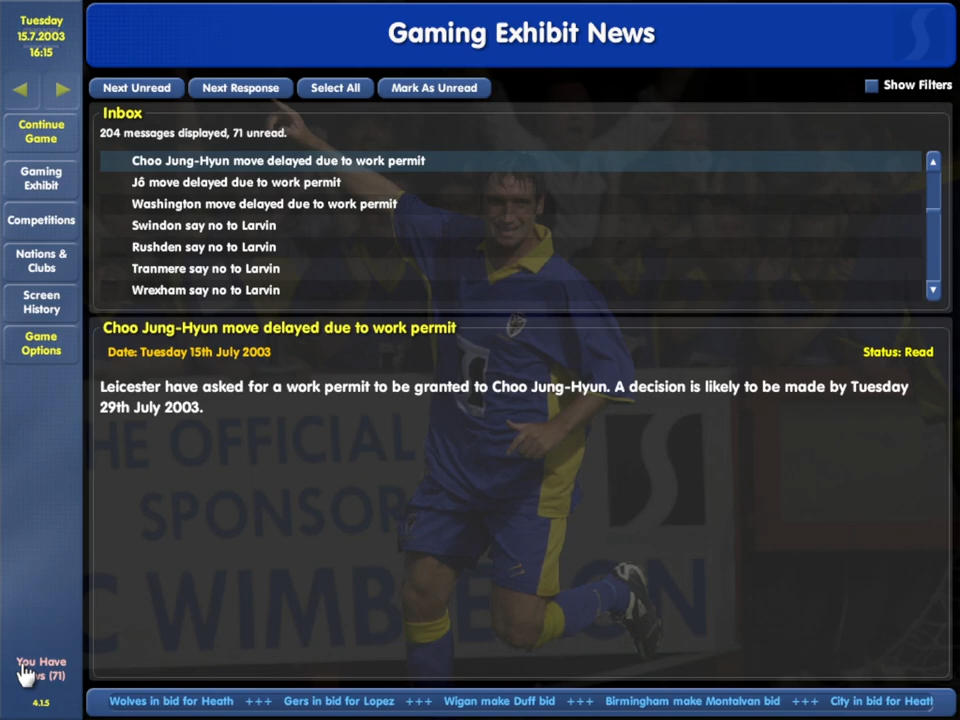 Tuesday
15.7.2003
16:15
Gaming Exhibit News
Next Unread
Next Response
Select All
Mark As Unread
Show Filters
Continue
Game
Gaming
Exhibit
Competitions
Nations &
Clubs
Screen
History
Game
Options
Inbox
204 messages displayed, 71 unread.
Choo Jung-Hyun move delayed due to work permit
Jô move delayed due to work permit
Washington move delayed due to work permit
Swindon say no to Larvin
Rushden say no to Larvin
Tranmere say no to Larvin
Wrexham say no to Larvin
Choo Jung-Hyun move delayed due to work permit
Date: Tuesday 15th July 2003
Status: Read
Leicester have asked for a work permit to be granted to Choo Jung-Hyun. A decision is likely to be made by Tuesday
29th July 2003.
HE OFFICIAL
SPONSOR
C WIMB ON
You Have
ws (71)
4.1.5
Wolves in bid for Heath +++ Gers in bid for Lopez +++ Wigan make Duff bid +++ Birmingham make Montalvan bid +++ City in bid for Heath